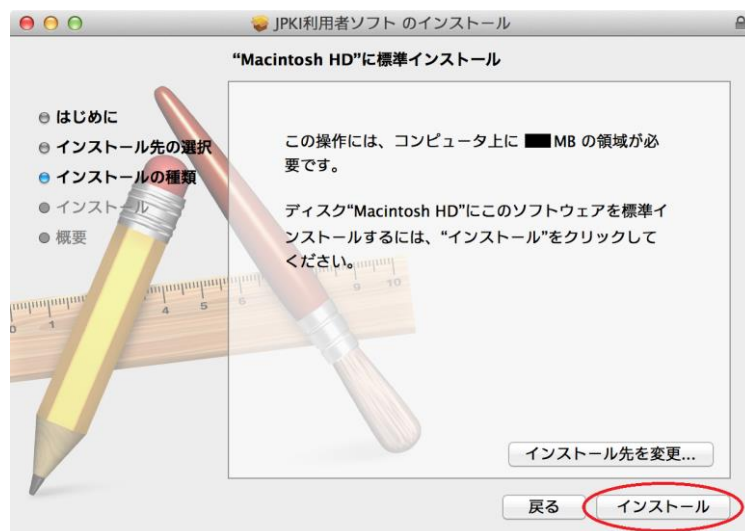 JPKI利用者ソフト のインストール
“Macintosh HD”に標準インストール
はじめに
インストール先の選択
インストールの種類
インストール
概要
この操作には、コンピュータ上に MB の領域が必
要です。
ディスク“Macintosh HD”にこのソフトウェアを標準イ
ンストールするには、“インストール”をクリックして
ください。
0 1 4 5 6 9 10
インストール先を変更...
戻る
インストール